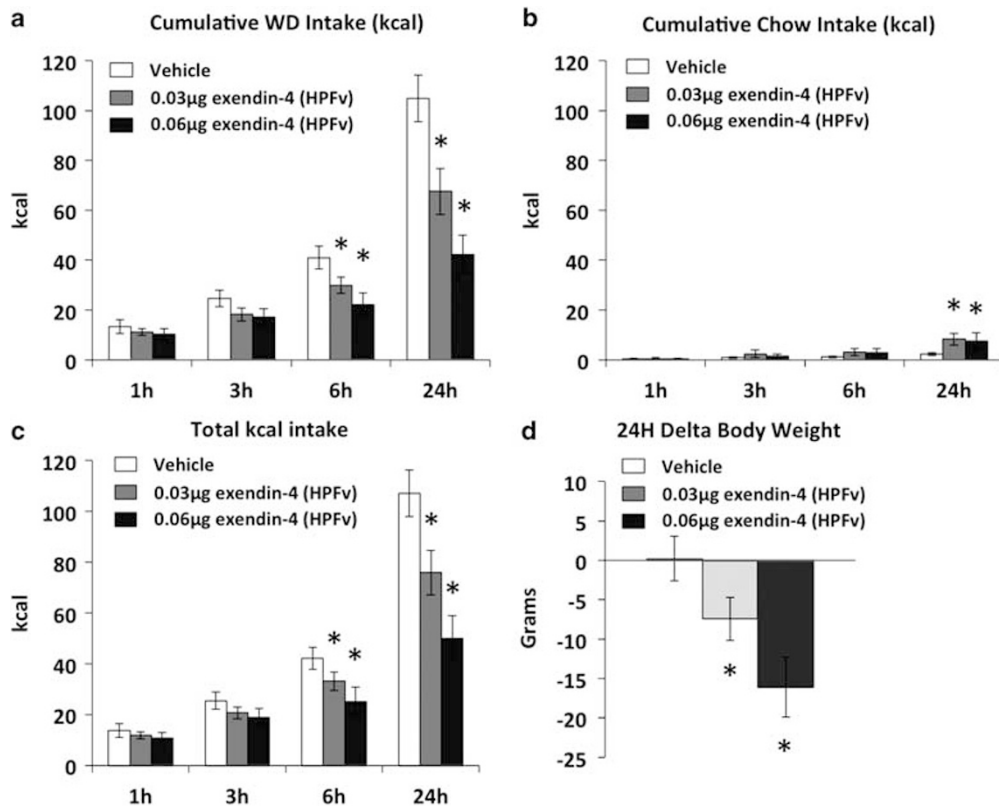 a
Cumulative WD Intake (kcal)
120
100
80
60
40
20
0
kcal
Vehicle
0.03µg exendin-4 (HPFv)
0.06µg exendin-4 (HPFv)
*
*
*
*
1h 3h 6h 24h
b
Cumulative Chow Intake (kcal)
120
100
80
60
40
20
0
kcal
Vehicle
0.03µg exendin-4 (HPFv)
0.06µg exendin-4 (HPFv)
* *
1h 3h 6h 24h
c
Total kcal intake
120
100
80
60
40
20
0
kcal
Vehicle
0.03µg exendin-4 (HPFv)
0.06µg exendin-4 (HPFv)
*
*
*
*
1h 3h 6h 24h
d
24H Delta Body Weight
Vehicle
0.03µg exendin-4 (HPFv)
0.06µg exendin-4 (HPFv)
10
5
0
-5
-10
-15
-20
-25
Grams
*
*